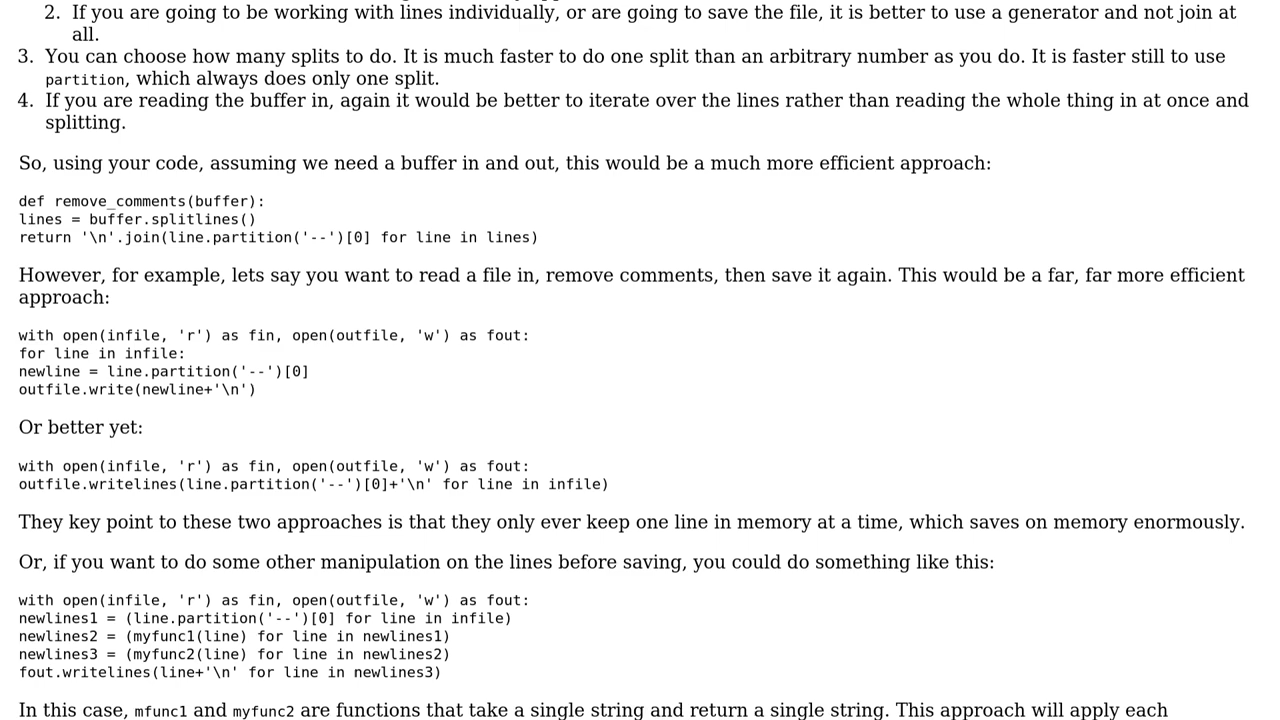 2. If you are going to be working with lines individually, or are going to save the file, it is better to use a generator and not join at
all.
3. You can choose how many splits to do. It is much faster to do one split than an arbitrary number as you do. It is faster still to use
partition, which always does only one split.
4. If you are reading the buffer in, again it would be better to iterate over the lines rather than reading the whole thing in at once and
splitting.
So, using your code, assuming we need a buffer in and out, this would be a much more efficient approach:
def remove_comments(buffer):
lines = buffer.splitlines()
return '\n'.join(line.partition('--')[0] for line in lines)
However, for example, lets say you want to read a file in, remove comments, then save it again. This would be a far, far more efficient
approach:
with open(infile, 'r') as fin, open(outfile, 'w') as fout:
for line in infile:
newline = line.partition('--')[0]
outfile.write(newline+'\n')
Or better yet:
with open(infile, 'r') as fin, open(outfile, 'w') as fout:
outfile.writelines(line.partition('--')[0]+'\n' for line in infile)
They key point to these two approaches is that they only ever keep one line in memory at a time, which saves on memory enormously.
Or, if you want to do some other manipulation on the lines before saving, you could do something like this:
with open(infile, 'r') as fin, open(outfile, 'w') as fout:
newlines1 = (line.partition('--')[0] for line in infile)
newlines2 = (myfunc1(line) for line in newlines1)
newlines3 = (myfunc2(line) for line in newlines2)
fout.writelines(line+'\n' for line in newlines3)
In this case, mfunc1 and myfunc2 are functions that take a single string and return a single string. This approach will apply each